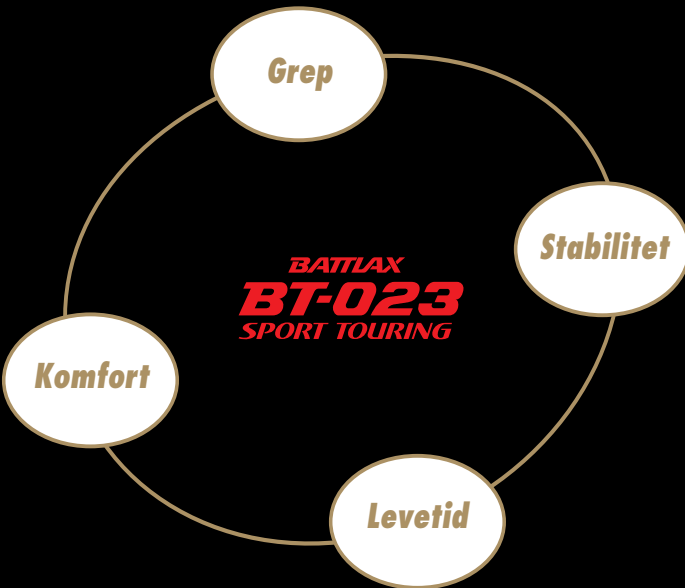 Grep
Stabilitet
BATTLAX
BT-023
SPORT TOURING
Komfort
Levetid